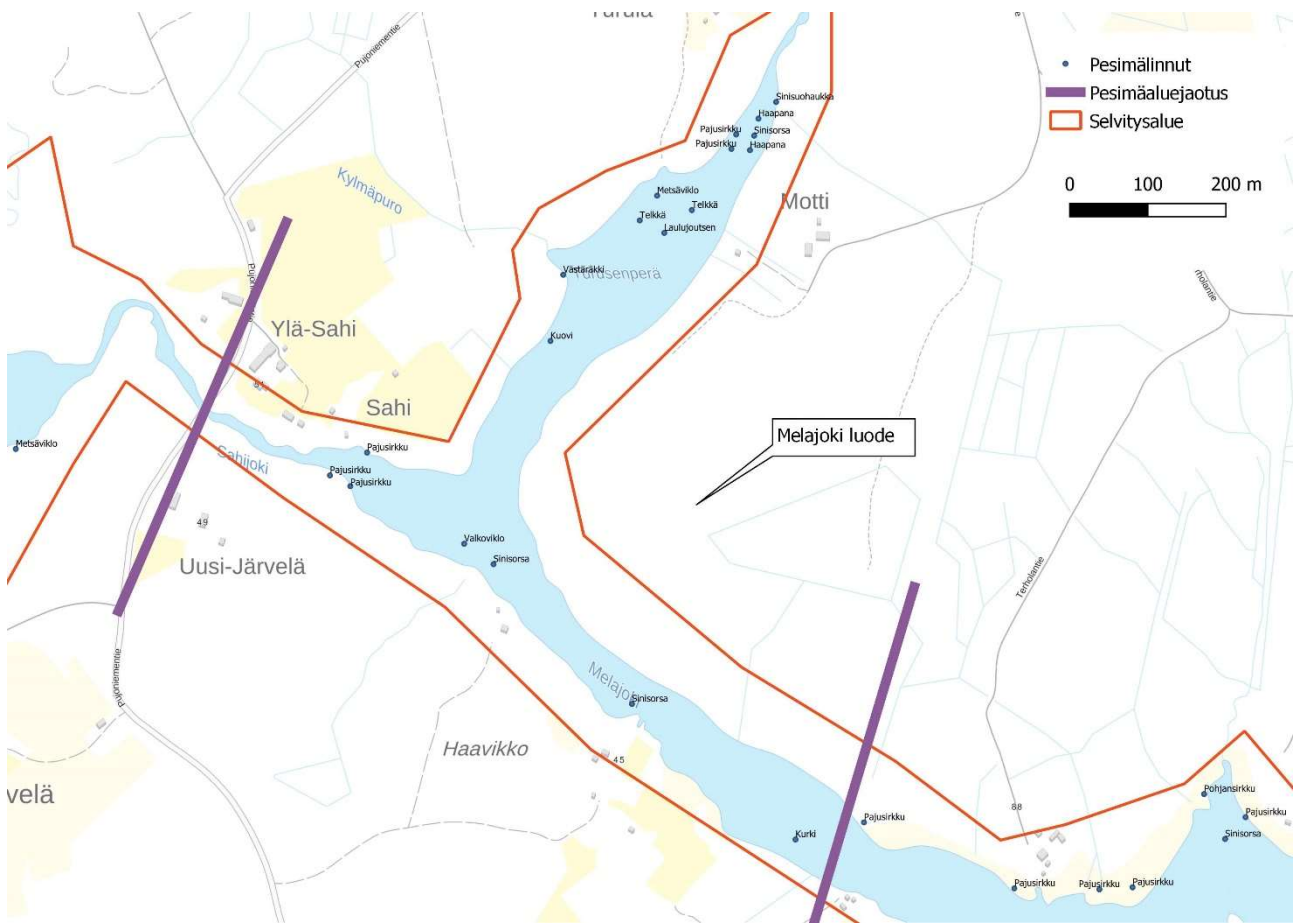 Pujoniementie
Pesimälinnut
Pesimäaluejaotus
Selvitysalue
0 100 200 m
Sinisuohaukka
Haapana
Pajusirkku
Sinisorsa
Pajusirkku
Haapana
Kylmäpuro
Metsäviklo
Telkkä
Telkkä
Laulujoutsen
Motti
Västäräkki
Kuovi
Ylä-Sahi
Sahi
Melajoki luode
Metsäviklo
Sahijoki
Pajusirkku
Pajusirkku
Pajusirkku
49
Valkoviklo
Sinisorsa
Uusi-Järvelä
Terholantie
Pujoniementie
Sinisorsa
Haavikko
45
velä
Pohjansirkku
88
Pajusirkku
Pajusirkku
Sinisorsa
Kurki
Pajusirkku
Pajusirkku
Pajusirkku